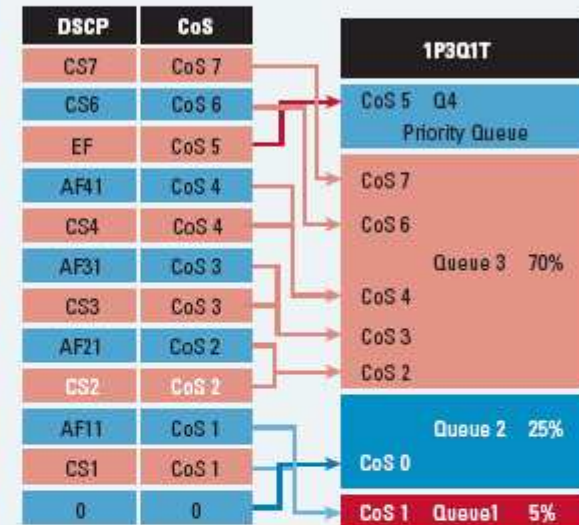 DSCP CoS
CS7 CoS 7
CS6 CoS 6
EF CoS 5
AF41 CoS 4
CS4 CoS 4
AF31 CoS 3
CS3 CoS 3
AF21 CoS 2
CS2 CoS 2
AF11 CoS 1
CS1 CoS 1
0 0
1P3Q1T
CoS 5 Q4
Priority Queue
CoS 7
CoS 6
Queue 3 70%
CoS 4
CoS 3
CoS 2
Queue 2 25%
CoS 0
CoS 1 Queue1 5%